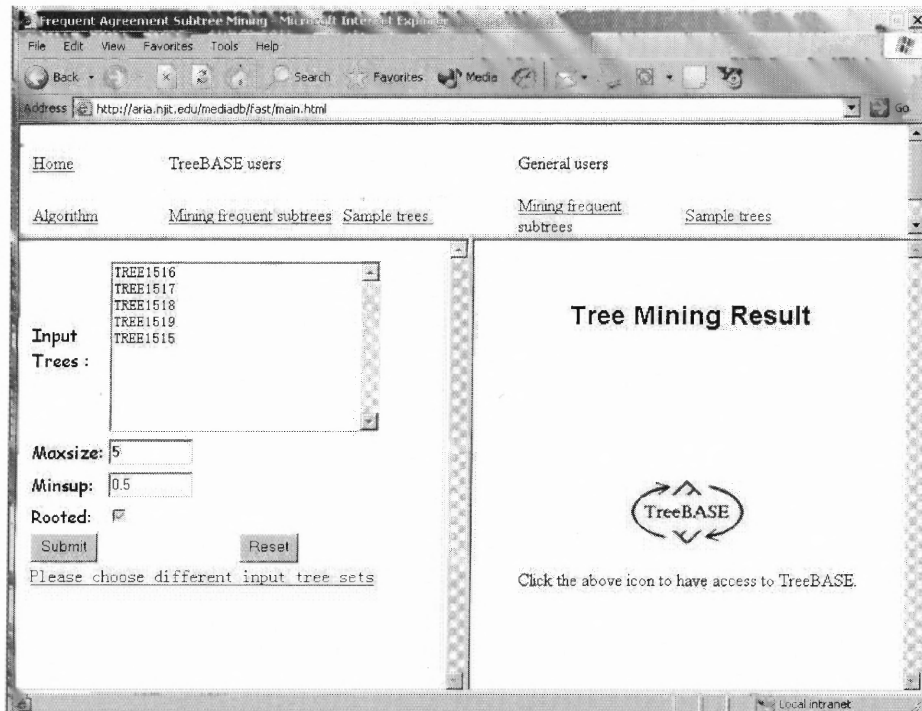 Frequent Agreement Subtree Mining - Microsoft Internet Explorer
File Edit View Favorites Tools Help
Back Search Favorites Media
Address http://aria.njit.edu/mediadb/fast/main.html Go
Home TreeBASE users General users
Algorithm Mining frequent subtrees Sample trees Mining frequent subtrees Sample trees
Input Trees :
TREE1516
TREE1517
TREE1518
TREE1519
TREE1515
Maxsize: 5
Minsup: 0.5
Rooted:
Submit Reset
Please choose different input tree sets
Tree Mining Result
TreeBASE
Click the above icon to have access to TreeBASE.
Local intranet